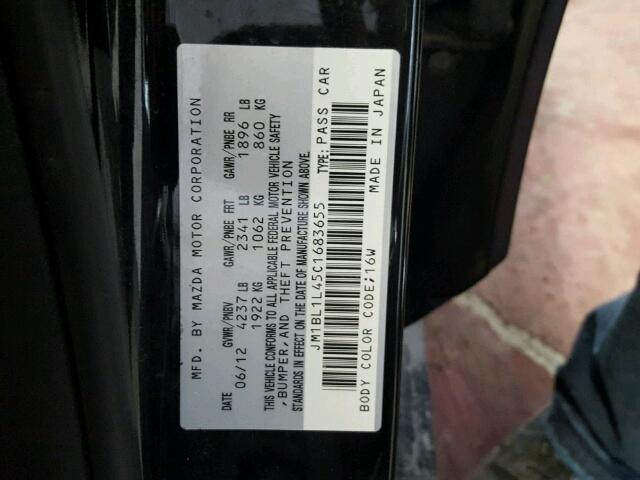 MFD. BY MAZDA MOTOR CORPORATION
DATE GVWR/PNBV GAWR/PNBE FRT GAWR/PNBE RR
06/12 4237 LB 2341 LB 1896 LB
1922 KG 1062 KG 860 KG
THIS VEHICLE CONFORMS TO ALL APPLICABLE FEDERAL MOTOR VEHICLE SAFETY
,BUMPER,AND THEFT PREVENTION
STANDARDS IN EFFECT ON THE DATE OF MANUFACTURE SHOWN ABOVE.
JM1BL1L45C1683655 TYPE: PASS CAR
BODY COLOR CODE;16W MADE IN JAPAN